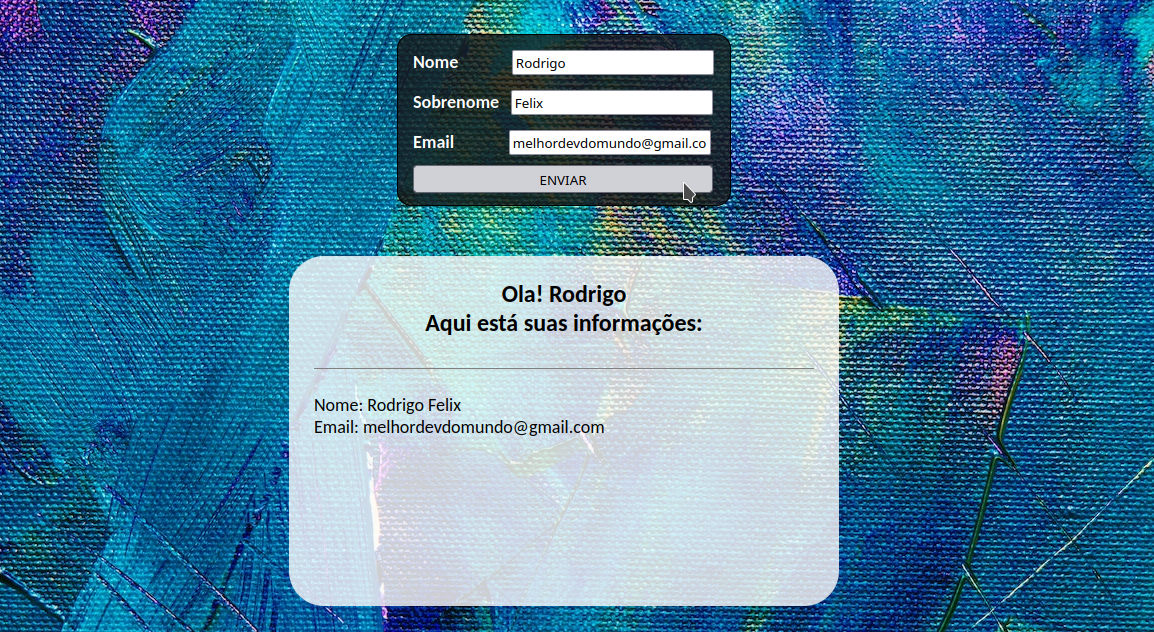 Nome Rodrigo
Sobrenome Felix
Email melhordevdomundo@gmail.co
ENVIAR
Ola! Rodrigo
Aqui está suas informações:
Nome: Rodrigo Felix
Email: melhordevdomundo@gmail.com